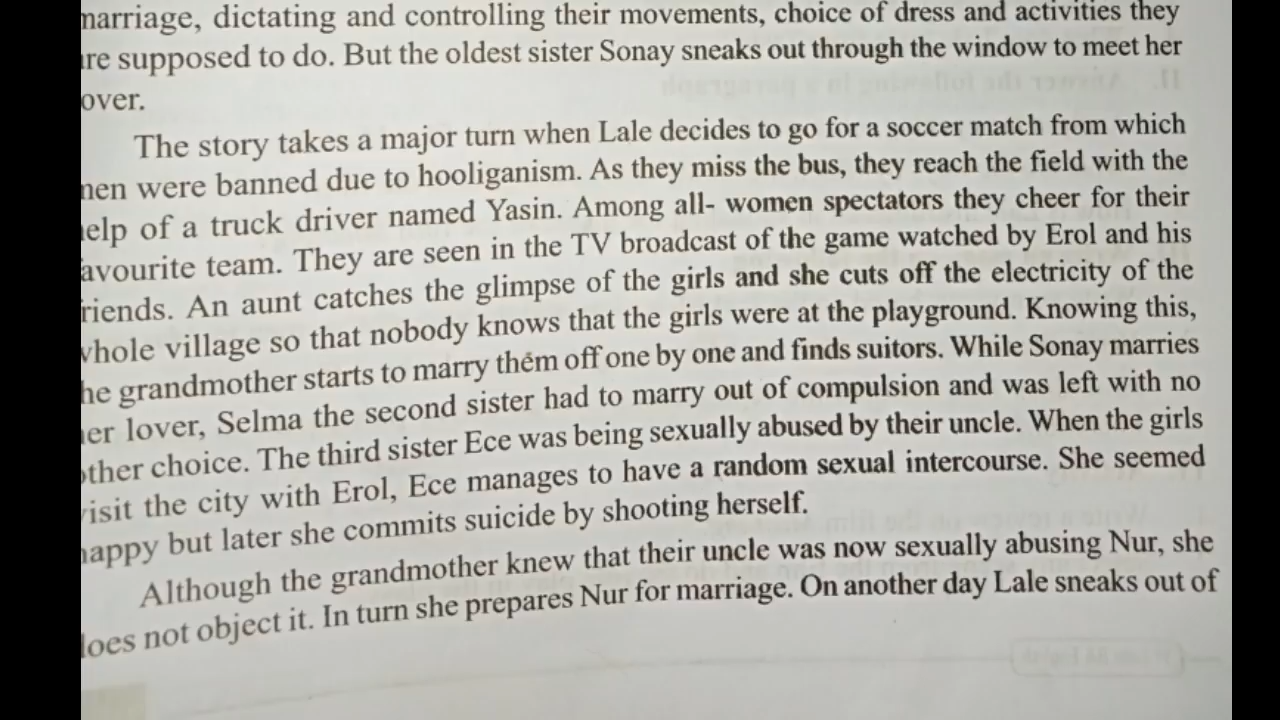 marriage, dictating and controlling their movements, choice of dress and activities they
are supposed to do. But the oldest sister Sonay sneaks out through the window to meet her
over.
The story takes a major turn when Lale decides to go for a soccer match from which
men were banned due to hooliganism. As they miss the bus, they reach the field with the
help of a truck driver named Yasin. Among all- women spectators they cheer for their
avourite team. They are seen in the TV broadcast of the game watched by Erol and his
riends. An aunt catches the glimpse of the girls and she cuts off the electricity of the
whole village so that nobody knows that the girls were at the playground. Knowing this,
he grandmother starts to marry them off one by one and finds suitors. While Sonay marries
her lover, Selma the second sister had to marry out of compulsion and was left with no
other choice. The third sister Ece was being sexually abused by their uncle. When the girls
visit the city with Erol, Ece manages to have a random sexual intercourse. She seemed
happy but later she commits suicide by shooting herself.
Although the grandmother knew that their uncle was now sexually abusing Nur, she
does not object it. In turn she prepares Nur for marriage. On another day Lale sneaks out of